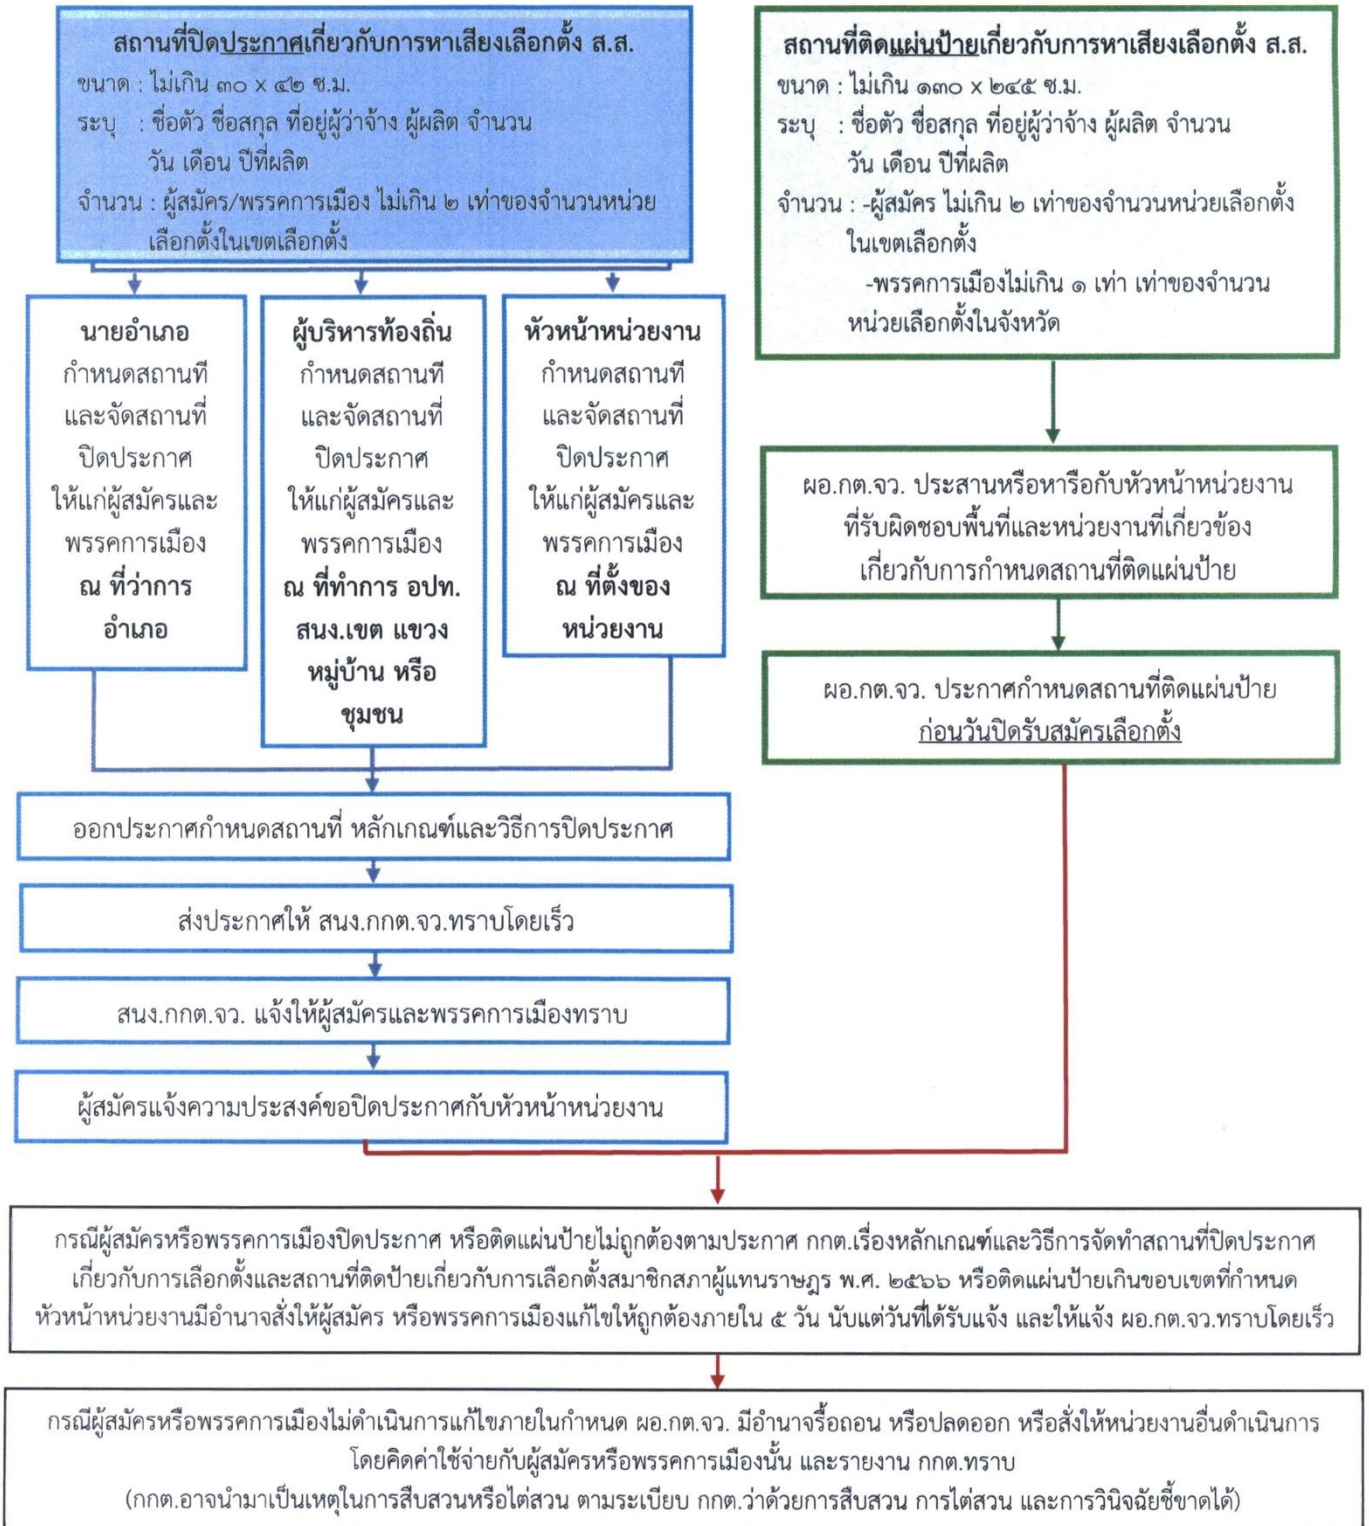 สถานที่ปิดประกาศเกี่ยวกับการหาเสียงเลือกตั้ง ส.ส.
ขนาด : ไม่เกิน ๓๐ x ๔๒ ซ.ม.
ระบุ : ชื่อตัว ชื่อสกุล ที่อยู่ผู้ว่าจ้าง ผู้ผลิต จำนวน
วัน เดือน ปีที่ผลิต
จำนวน : ผู้สมัคร/พรรคการเมือง ไม่เกิน ๒ เท่าของจำนวนหน่วย
เลือกตั้งในเขตเลือกตั้ง
นายอำเภอ
กำหนดสถานที่
และจัดสถานที่
ปิดประกาศ
ให้แก่ผู้สมัครและ
พรรคการเมือง
ณ ที่ว่าการ
อำเภอ
ผู้บริหารท้องถิ่น
กำหนดสถานที่
และจัดสถานที่
ปิดประกาศ
ให้แก่ผู้สมัครและ
พรรคการเมือง
ณ ที่ทำการ อปท.
สนง.เขต แขวง
หมู่บ้าน หรือ
ชุมชน
หัวหน้าหน่วยงาน
กำหนดสถานที่
และจัดสถานที่
ปิดประกาศ
ให้แก่ผู้สมัครและ
พรรคการเมือง
ณ ที่ตั้งของ
หน่วยงาน
ออกประกาศกำหนดสถานที่ หลักเกณฑ์และวิธีการปิดประกาศ
ส่งประกาศให้ สนง.กกต.จว.ทราบโดยเร็ว
สนง.กกต.จว. แจ้งให้ผู้สมัครและพรรคการเมืองทราบ
ผู้สมัครแจ้งความประสงค์ขอปิดประกาศกับหัวหน้าหน่วยงาน
สถานที่ติดแผ่นป้ายเกี่ยวกับการหาเสียงเลือกตั้ง ส.ส.
ขนาด : ไม่เกิน ๑๓๐ x ๒๔๕ ซ.ม.
ระบุ : ชื่อตัว ชื่อสกุล ที่อยู่ผู้ว่าจ้าง ผู้ผลิต จำนวน
วัน เดือน ปีที่ผลิต
จำนวน : -ผู้สมัคร ไม่เกิน ๒ เท่าของจำนวนหน่วยเลือกตั้ง
ในเขตเลือกตั้ง
-พรรคการเมืองไม่เกิน ๑ เท่า เท่าของจำนวน
หน่วยเลือกตั้งในจังหวัด
ผอ.กต.จว. ประสานหรือหารือกับหัวหน้าหน่วยงาน
ที่รับผิดชอบพื้นที่และหน่วยงานที่เกี่ยวข้อง
เกี่ยวกับการกำหนดสถานที่ติดแผ่นป้าย
ผอ.กต.จว. ประกาศกำหนดสถานที่ติดแผ่นป้าย
ก่อนวันปิดรับสมัครเลือกตั้ง
กรณีผู้สมัครหรือพรรคการเมืองปิดประกาศ หรือติดแผ่นป้ายไม่ถูกต้องตามประกาศ กกต.เรื่องหลักเกณฑ์และวิธีการจัดทำสถานที่ปิดประกาศ
เกี่ยวกับการเลือกตั้งและสถานที่ติดป้ายเกี่ยวกับการเลือกตั้งสมาชิกสภาผู้แทนราษฎร พ.ศ. ๒๕๖๖ หรือติดแผ่นป้ายเกินขอบเขตที่กำหนด
หัวหน้าหน่วยงานมีอำนาจสั่งให้ผู้สมัคร หรือพรรคการเมืองแก้ไขให้ถูกต้องภายใน ๕ วัน นับแต่วันที่ได้รับแจ้ง และให้แจ้ง ผอ.กต.จว.ทราบโดยเร็ว
กรณีผู้สมัครหรือพรรคการเมืองไม่ดำเนินการแก้ไขภายในกำหนด ผอ.กต.จว. มีอำนาจรื้อถอน หรือปลดออก หรือสั่งให้หน่วยงานอื่นดำเนินการ
โดยคิดค่าใช้จ่ายกับผู้สมัครหรือพรรคการเมืองนั้น และรายงาน กกต.ทราบ
(กกต.อาจนำมาเป็นเหตุในการสืบสวนหรือไต่สวน ตามระเบียบ กกต.ว่าด้วยการสืบสวน การไต่สวน และการวินิจฉัยชี้ขาดได้)